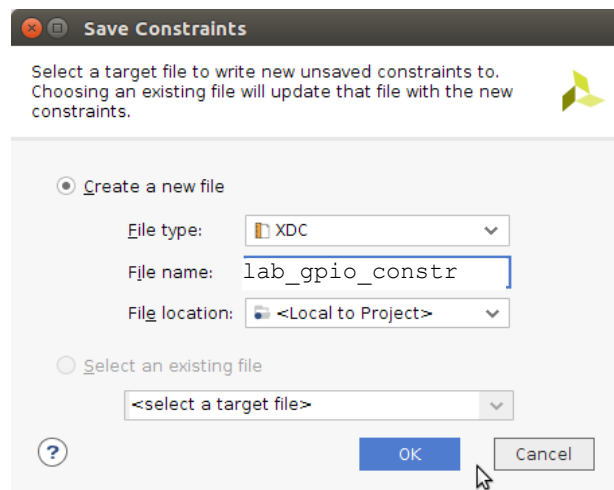 Save Constraints
Select a target file to write new unsaved constraints to.
Choosing an existing file will update that file with the new
constraints.
Create a new file
File type: XDC
File name: lab_gpio_constr
File location: <Local to Project>
Select an existing file
<select a target file>
? OK Cancel